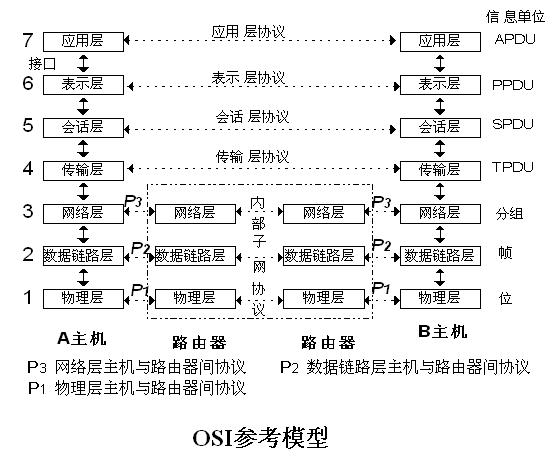 信 息单位
7 应用层 应用 层协议 应用层 APDU
接口
6 表示层 表示 层协议 表示层 PPDU
5 会话层 会话 层协议 会话层 SPDU
4 传输层 传输 层协议 传输层 TPDU
3 网络层 P3 网络层 内 网络层 P3 网络层 分组
部
子
2 数据链路层 P2 数据链路层 网 数据链路层 P2 数据链路层 帧
协
1 物理层 P1 物理层 议 物理层 P1 物理层 位
A主机 路由器 路由器 B主机
P3 网络层主机与路由器间协议 P2 数据链路层主机与路由器间协议
P1 物理层主机与路由器间协议
OSI参考模型